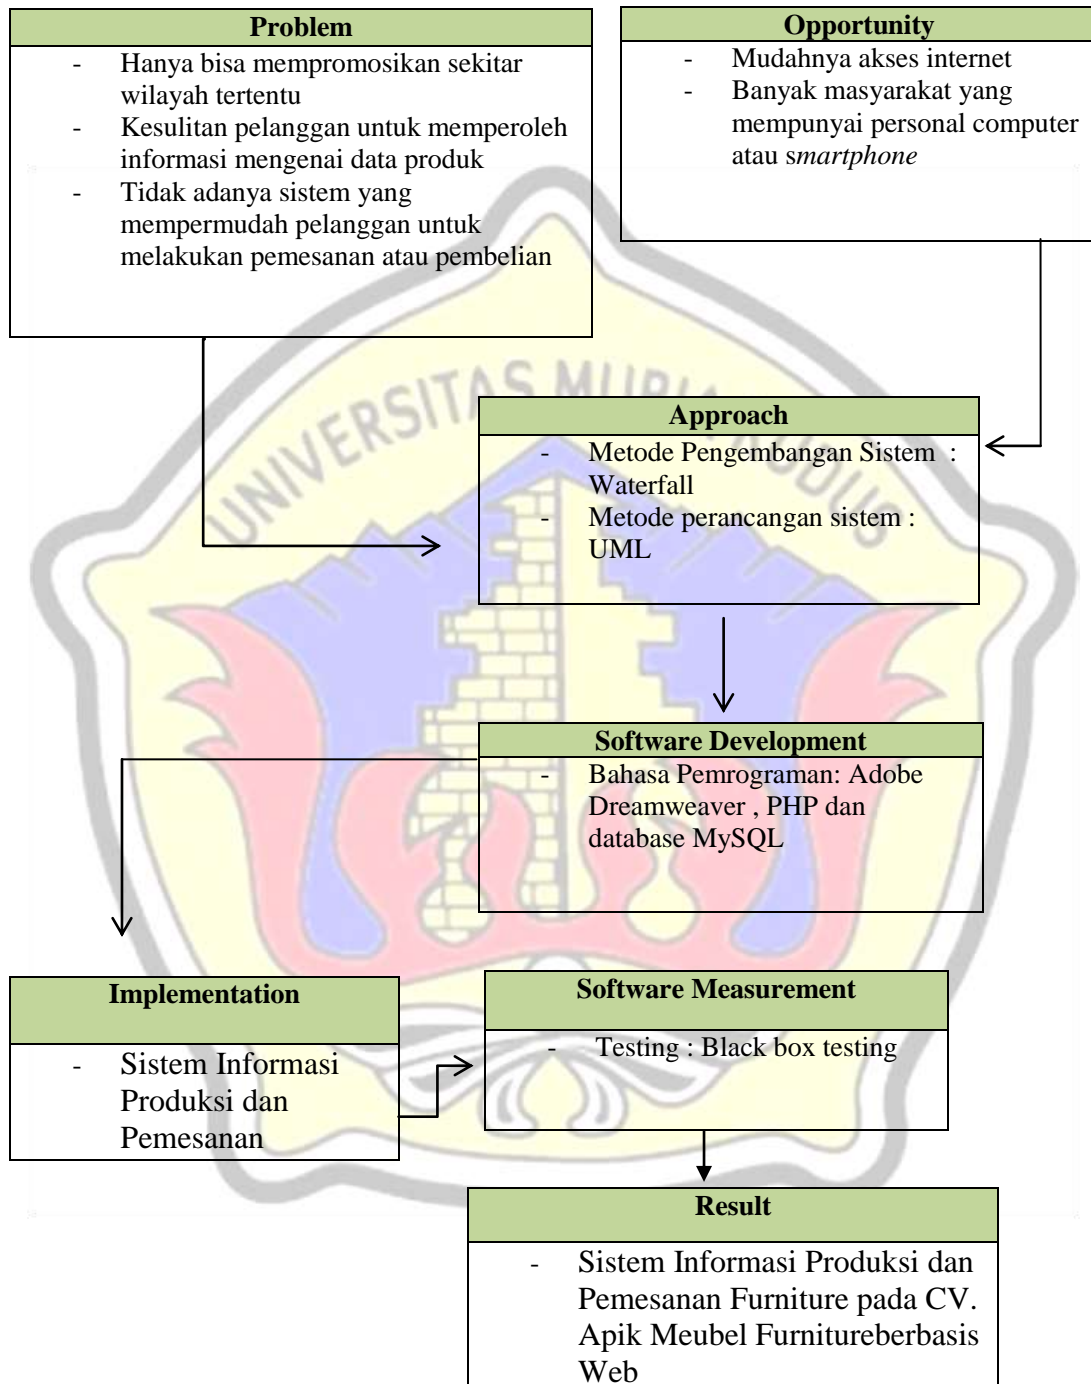 Problem
- Hanya bisa mempromosikan sekitar
wilayah tertentu
- Kesulitan pelanggan untuk memperoleh
informasi mengenai data produk
- Tidak adanya sistem yang
mempermudah pelanggan untuk
melakukan pemesanan atau pembelian
Opportunity
- Mudahnya akses internet
- Banyak masyarakat yang
mempunyai personal computer
atau smartphone
UNIVERSITAS MURIA KUDUS
Approach
- Metode Pengembangan Sistem :
Waterfall
- Metode perancangan sistem :
UML
Software Development
- Bahasa Pemrograman: Adobe
Dreamweaver , PHP dan
database MySQL
Implementation
- Sistem Informasi
Produksi dan
Pemesanan
Software Measurement
- Testing : Black box testing
Result
- Sistem Informasi Produksi dan
Pemesanan Furniture pada CV.
Apik Meubel Furnitureberbasis
Web